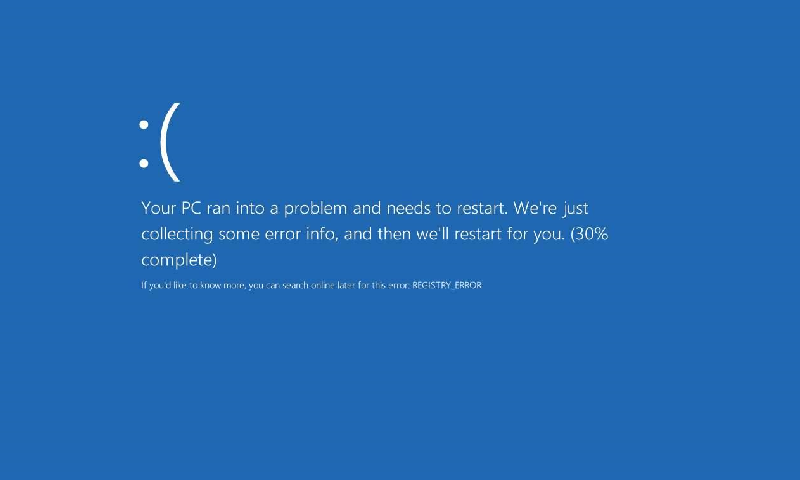 :(
Your PC ran into a problem and needs to restart. We're just
collecting some error info, and then we'll restart for you. (30%
complete)
If you'd like to know more, you can search online later for this error: REGISTRY_ERROR